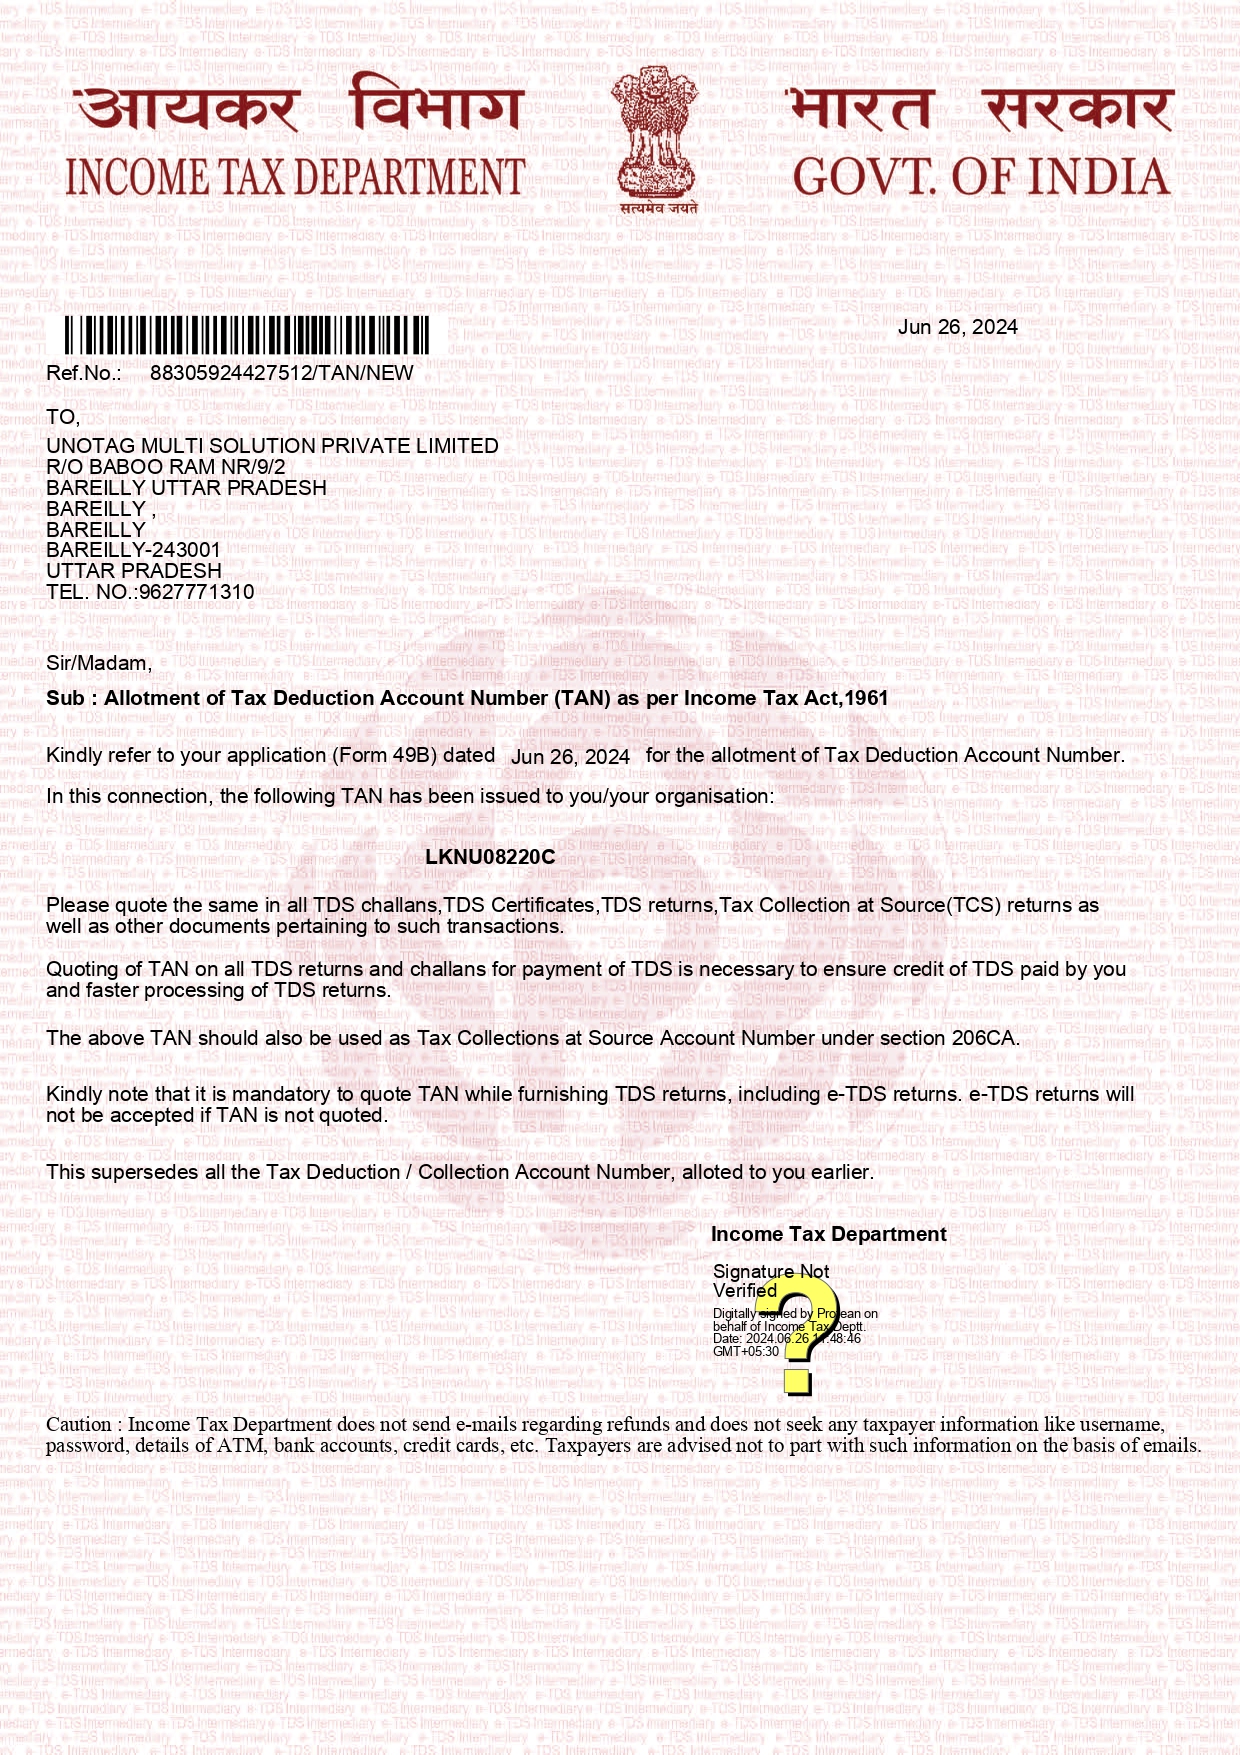 आयकर विभाग
INCOME TAX DEPARTMENT
सत्यमेव जयते
भारत सरकार
GOVT. OF INDIA
Jun 26, 2024
Ref.No.: 88305924427512/TAN/NEW
TO,
UNOTAG MULTI SOLUTION PRIVATE LIMITED
R/O BABOO RAM NR/9/2
BAREILLY UTTAR PRADESH
BAREILLY ,
BAREILLY
BAREILLY-243001
UTTAR PRADESH
TEL. NO.:9627771310
Sir/Madam,
Sub : Allotment of Tax Deduction Account Number (TAN) as per Income Tax Act,1961
Kindly refer to your application (Form 49B) dated Jun 26, 2024 for the allotment of Tax Deduction Account Number.
In this connection, the following TAN has been issued to you/your organisation:
LKNU08220C
Please quote the same in all TDS challans,TDS Certificates,TDS returns,Tax Collection at Source(TCS) returns as
well as other documents pertaining to such transactions.
Quoting of TAN on all TDS returns and challans for payment of TDS is necessary to ensure credit of TDS paid by you
and faster processing of TDS returns.
The above TAN should also be used as Tax Collections at Source Account Number under section 206CA.
Kindly note that it is mandatory to quote TAN while furnishing TDS returns, including e-TDS returns. e-TDS returns will
not be accepted if TAN is not quoted.
This supersedes all the Tax Deduction / Collection Account Number, alloted to you earlier.
Income Tax Department
Signature Not
Verified
Digitally signed by Protean on
behalf of Income Tax Deptt.
Date: 2024.06.26 11:48:46
GMT+05:30
Caution : Income Tax Department does not send e-mails regarding refunds and does not seek any taxpayer information like username,
password, details of ATM, bank accounts, credit cards, etc. Taxpayers are advised not to part with such information on the basis of emails.